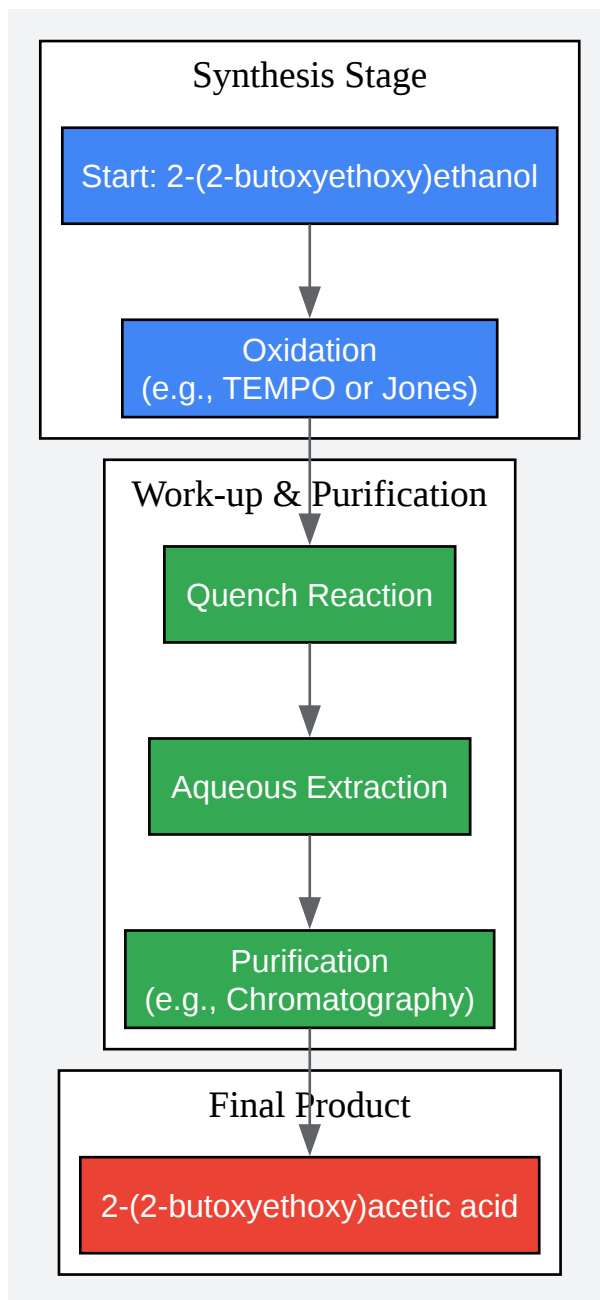 Synthesis Stage
Start: 2-(2-butoxyethoxy)ethanol
Oxidation
(e.g., TEMPO or Jones)
Work-up & Purification
Quench Reaction
Aqueous Extraction
Purification
(e.g., Chromatography)
Final Product
2-(2-butoxyethoxy)acetic acid